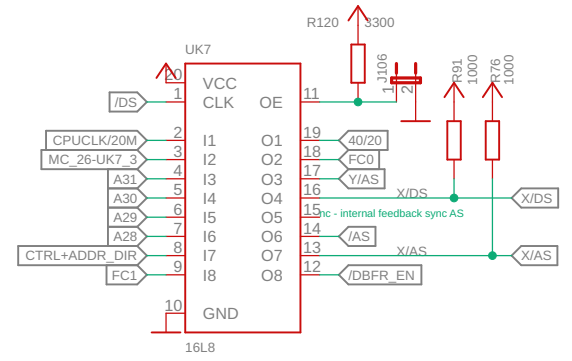 R120 3300
J106
1 2
R91 1000
R76 1000
UK7
20 VCC
/DS 1 CLK OE 11
CPUCLK/20M 2 I1 O1 19 40/20
MC_26-UK7_3 3 I2 O2 18 FC0
A31 4 I3 O3 17 Y/AS
A30 5 I4 O4 16 X/DS X/DS
A29 6 I5 O5 15 nc - internal feedback sync AS
A28 7 I6 O6 14 /AS
CTRL+ADDR_DIR 8 I7 O7 13 X/AS X/AS
FC1 9 I8 O8 12 /DBFR_EN
10 GND
16L8